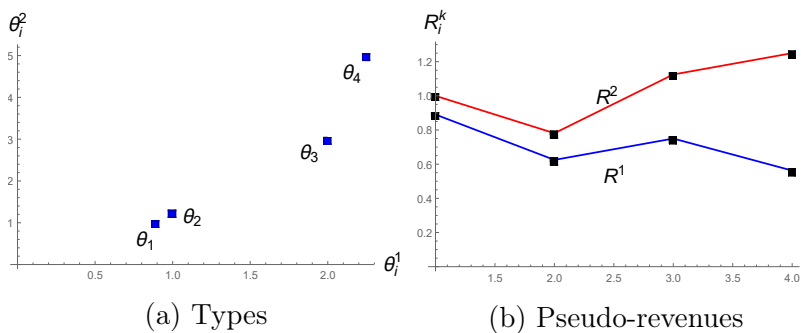 θ_i^2
5
4
3
2
1
θ_4
θ_3
θ_2
θ_1
0.5 1.0 1.5 2.0
θ_i^1
(a) Types
R_i^k
1.2
1.0
0.8
0.6
0.4
0.2
R^2
R^1
1.5 2.0 2.5 3.0 3.5 4.0
(b) Pseudo-revenues